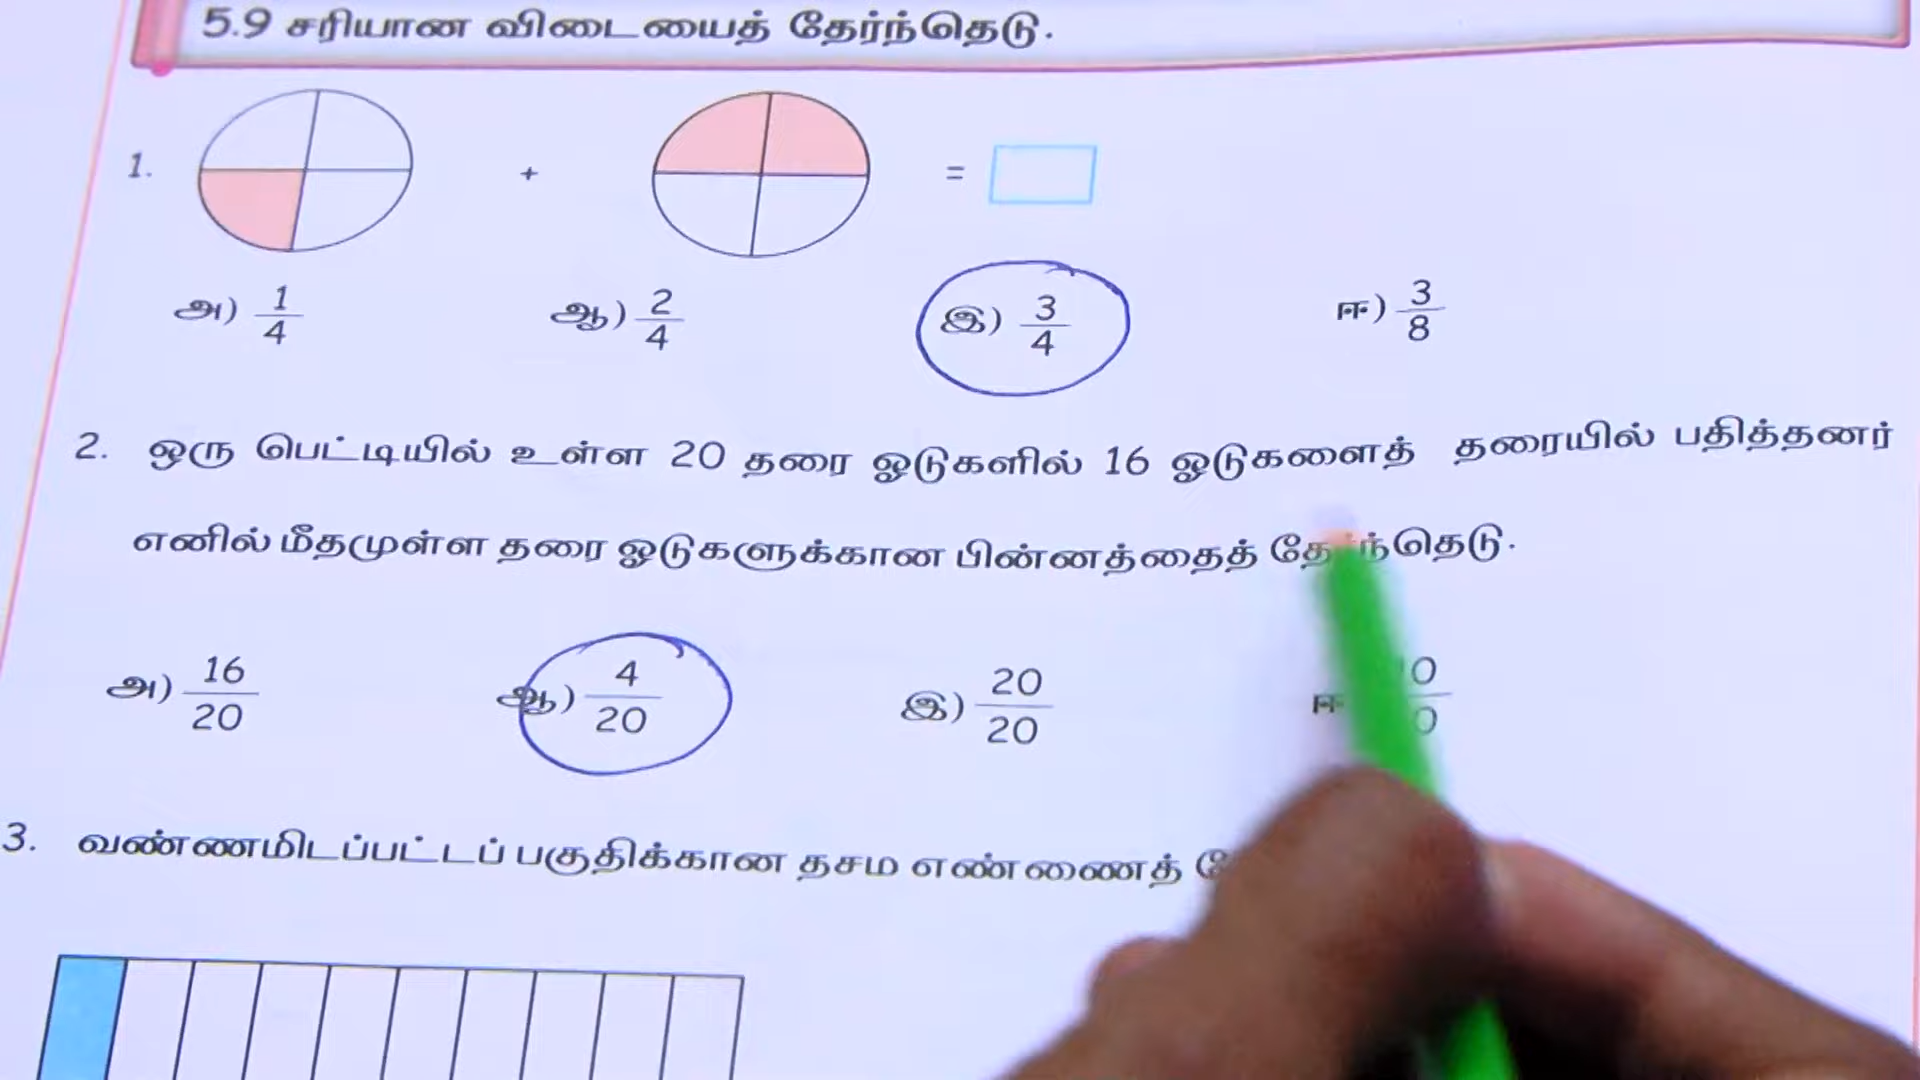 5.9 சரியான விடையைத் தேர்ந்தெடு.
1. + =
அ) 1/4 ஆ) 2/4 இ) 3/4 ஈ) 3/8
2. ஒரு பெட்டியில் உள்ள 20 தரை ஓடுகளில் 16 ஓடுகளைத் தரையில் பதித்தனர்
எனில் மீதமுள்ள தரை ஓடுகளுக்கான பின்னத்தைத் தேர்ந்தெடு.
அ) 16/20 ஆ) 4/20 இ) 20/20 ஈ
3. வண்ணமிடப்பட்டப் பகுதிக்கான தசம எண்ணைத்